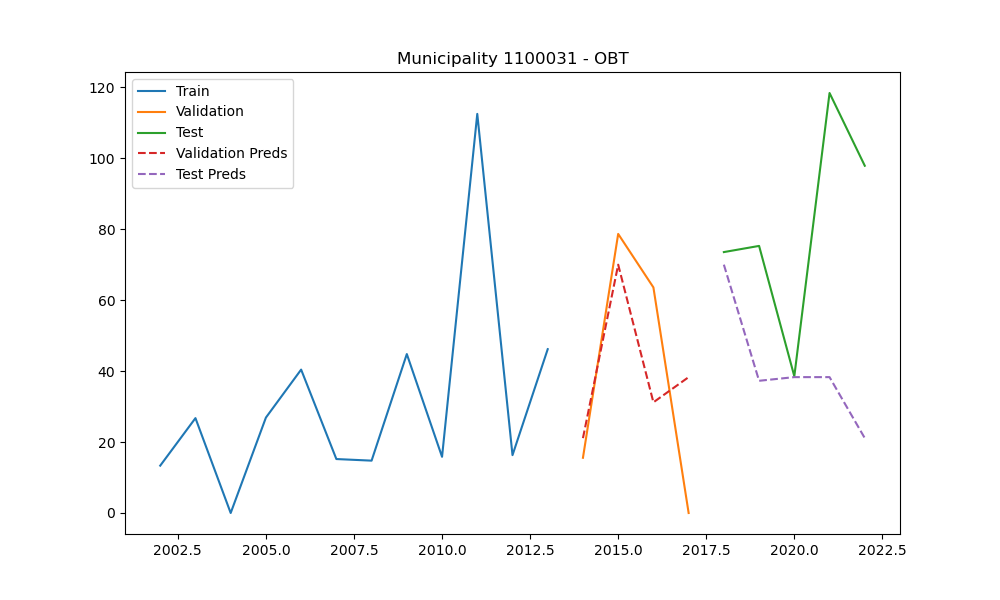 Municipality 1100031 - OBT
Train
Validation
Test
Validation Preds
Test Preds
120
100
80
60
40
20
0
2002.5 2005.0 2007.5 2010.0 2012.5 2015.0 2017.5 2020.0 2022.5